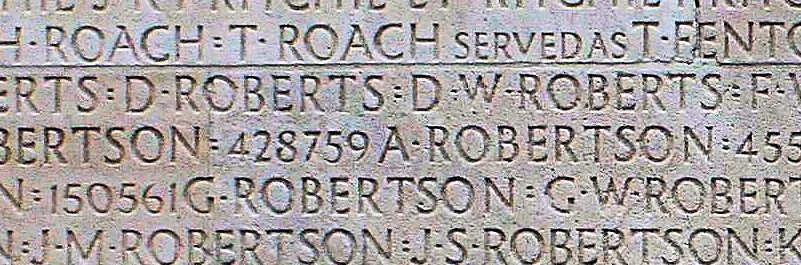 H·ROACH:T·ROACH SERVED AS T·FENTO
ERTS:D·ROBERTS:D·W·ROBERTS:F·
BERTSON:428759 A·ROBERTSON:455
N:150561 G·ROBERTSON:G·W·ROBERT
N:J·M·ROBERTSON:J·S·ROBERTSON:K